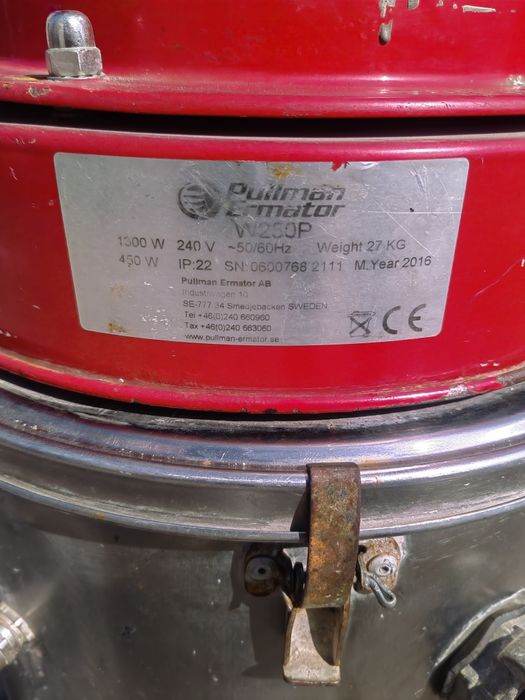 Pullman
Ermator
W250P
1300 W 240 V ~50/60Hz Weight 27 KG
450 W IP:22 SN: 0600768 2111 M.Year 2016
Pullman Ermator AB
Industrivägen 10
SE-777 34 Smedjebacken SWEDEN
Tel +46(0)240 660960
Fax +46(0)240 663060
www.pullman-ermator.se
CE